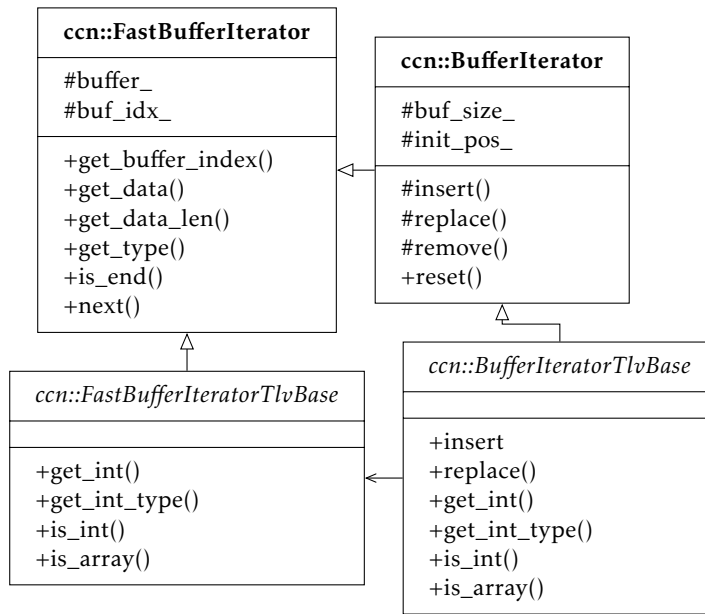 ccn::FastBufferIterator
#buffer_
#buf_idx_
+get_buffer_index()
+get_data()
+get_data_len()
+get_type()
+is_end()
+next()
ccn::BufferIterator
#buf_size_
#init_pos_
#insert()
#replace()
#remove()
+reset()
ccn::FastBufferIteratorTlvBase
+get_int()
+get_int_type()
+is_int()
+is_array()
ccn::BufferIteratorTlvBase
+insert
+replace()
+get_int()
+get_int_type()
+is_int()
+is_array()